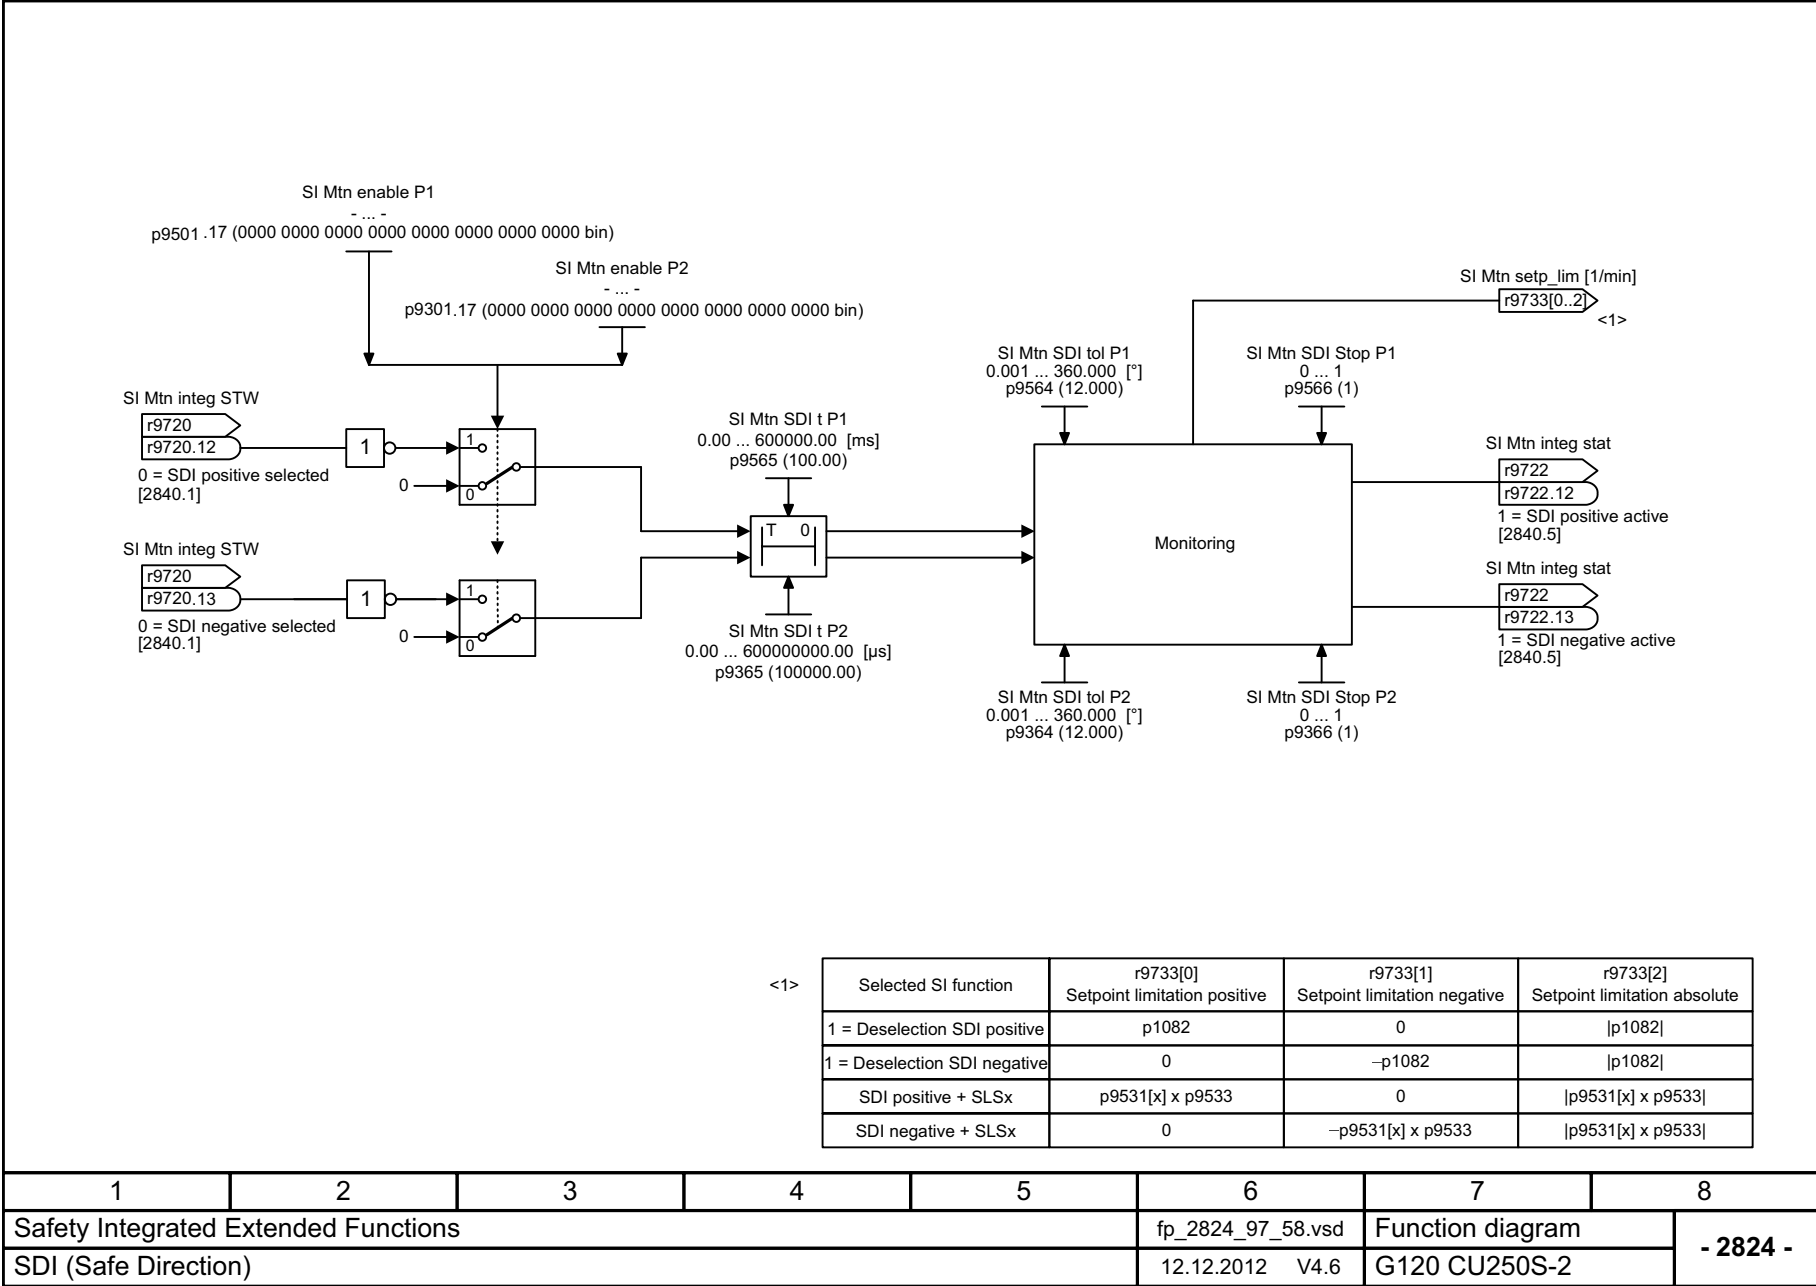 SI Mtn enable P1
- ... -
p9501 .17 (0000 0000 0000 0000 0000 0000 0000 0000 bin)
SI Mtn enable P2
- ... -
p9301.17 (0000 0000 0000 0000 0000 0000 0000 0000 bin)
SI Mtn setp_lim [1/min]
r9733[0..2]
<1>
SI Mtn SDI tol P1
0.001 ... 360.000 [°]
p9564 (12.000)
SI Mtn SDI Stop P1
0 ... 1
p9566 (1)
SI Mtn integ STW
r9720
r9720.12
0 = SDI positive selected
[2840.1]
1
1
0
0
SI Mtn SDI t P1
0.00 ... 600000.00 [ms]
p9565 (100.00)
T 0
SI Mtn integ stat
r9722
r9722.12
1 = SDI positive active
[2840.5]
Monitoring
SI Mtn integ STW
r9720
r9720.13
0 = SDI negative selected
[2840.1]
1
1
0
0
SI Mtn SDI t P2
0.00 ... 600000000.00 [µs]
p9365 (100000.00)
SI Mtn integ stat
r9722
r9722.13
1 = SDI negative active
[2840.5]
SI Mtn SDI tol P2
0.001 ... 360.000 [°]
p9364 (12.000)
SI Mtn SDI Stop P2
0 ... 1
p9366 (1)
<1>
Selected SI function
r9733[0]
Setpoint limitation positive
r9733[1]
Setpoint limitation negative
r9733[2]
Setpoint limitation absolute
1 = Deselection SDI positive p1082 0 |p1082|
1 = Deselection SDI negative 0 –p1082 |p1082|
SDI positive + SLSx p9531[x] x p9533 0 |p9531[x] x p9533|
SDI negative + SLSx 0 –p9531[x] x p9533 |p9531[x] x p9533|
1 2 3 4 5 6 7 8
Safety Integrated Extended Functions fp_2824_97_58.vsd Function diagram
- 2824 -
SDI (Safe Direction) 12.12.2012 V4.6 G120 CU250S-2